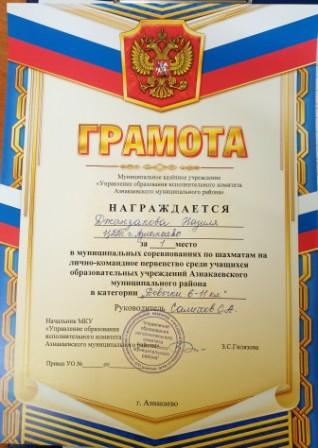 ГРАМОТА
Муниципальное казённое учреждение
«Управление образования исполнительного комитета
Азнакаевского муниципального района»
НАГРАЖДАЕТСЯ
Назиля
за 1 место
в муниципальных соревнованиях по шахматам на
лично-командное первенство среди учащихся
образовательных учреждений Азнакаевского
муниципального района
в категории "Девочки 6-11 кл"
Руководитель С.А.
Начальник МКУ
«Управление образования
исполнительного комитета
Азнакаевского муниципального района»
З.С.Гилязова
Приказ УО № от
г. Азнакаево